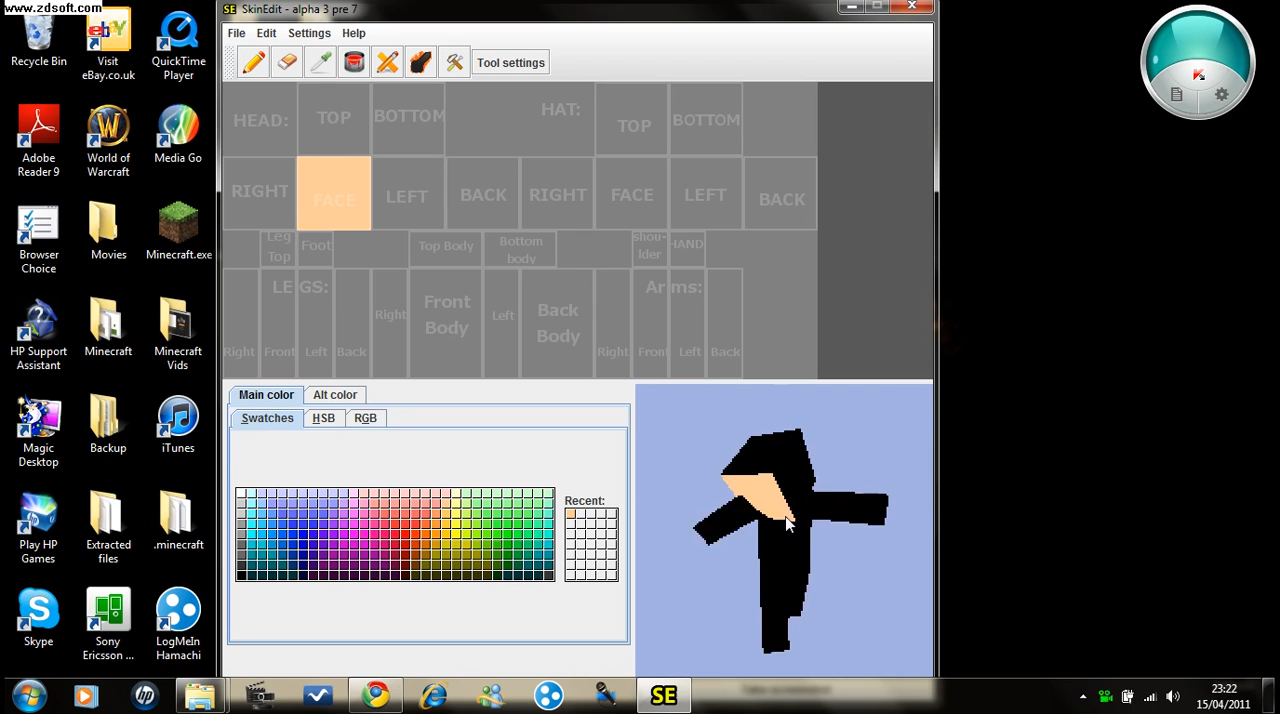 www.zdsoft.com
SE SkinEdit - alpha 3 pre 7
File Edit Settings Help
Tool settings
HEAD: TOP BOTTOM HAT: TOP BOTTOM
RIGHT FACE LEFT BACK RIGHT FACE LEFT BACK
Leg Top
Foot
Top Body
Bottom body
shou-lder
HAND
LEGS:
Arms:
Right Front Left Back
Right
Front Body
Left
Back Body
Right Front Left Back
Main color Alt color
Swatches HSB RGB
Recent:
Recycle Bin
Visit eBay.co.uk
QuickTime Player
Adobe Reader 9
World of Warcraft
Media Go
Browser Choice
Movies
Minecraft.exe
HP Support Assistant
Minecraft
Minecraft Vids
Magic Desktop
Backup
iTunes
Play HP Games
Extracted files
.minecraft
Skype
Sony Ericsson ...
LogMeIn Hamachi
hp
SE
23:22
15/04/2011